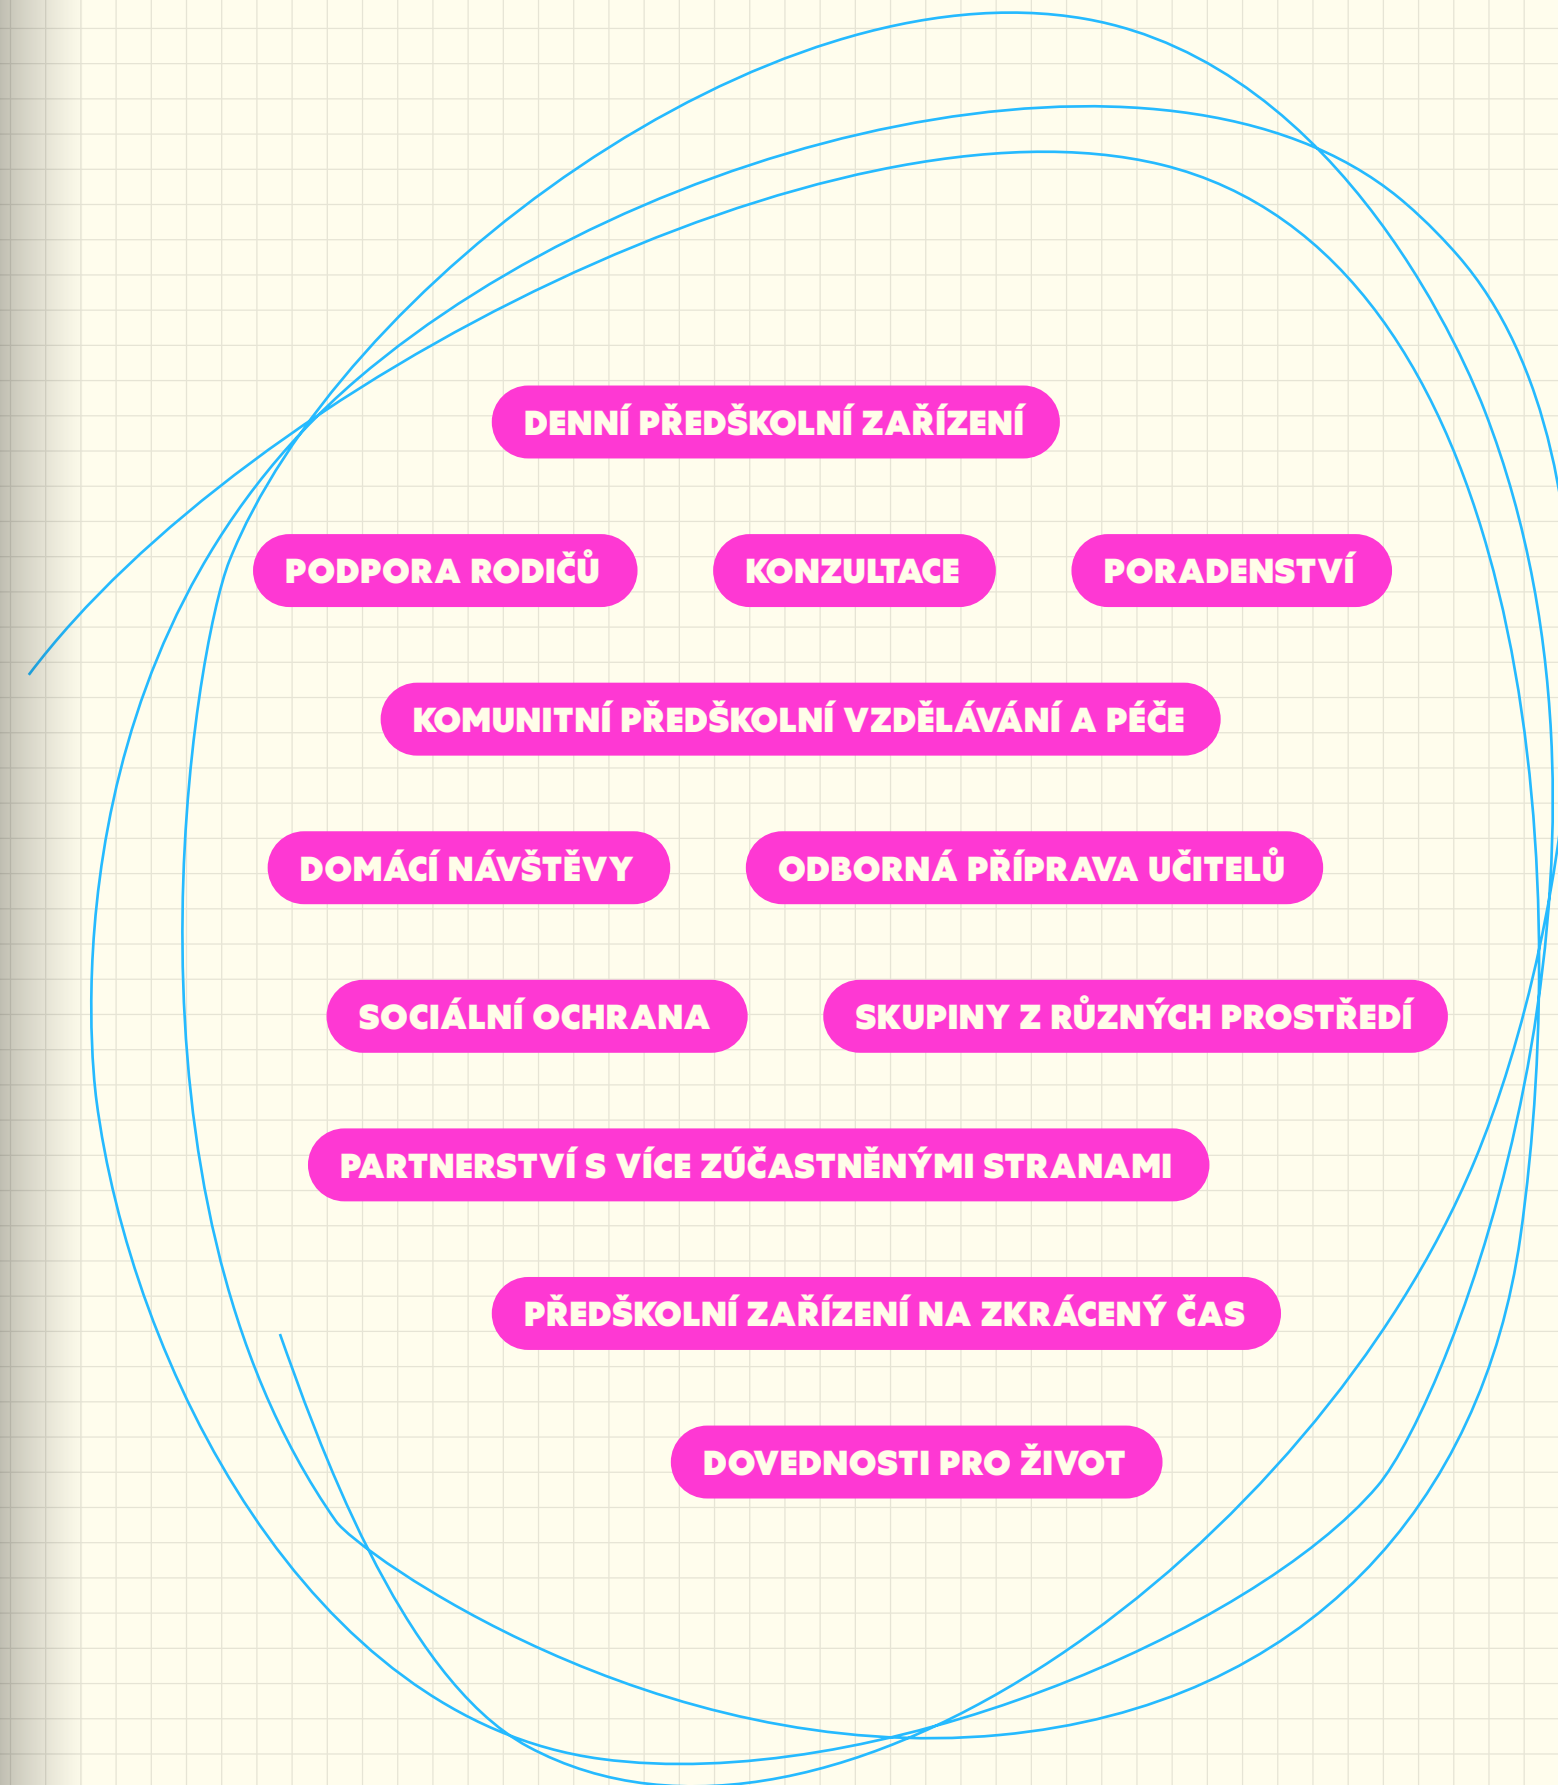 DENNÍ PŘEDŠKOLNÍ ZAŘÍZENÍ
PODPORA RODIČŮ KONZULTACE PORADENSTVÍ
KOMUNITNÍ PŘEDŠKOLNÍ VZDĚLÁVÁNÍ A PÉČE
DOMÁCÍ NÁVŠTĚVY ODBORNÁ PŘÍPRAVA UČITELŮ
SOCIÁLNÍ OCHRANA SKUPINY Z RŮZNÝCH PROSTŘEDÍ
PARTNERSTVÍ S VÍCE ZÚČASTNĚNÝMI STRANAMI
PŘEDŠKOLNÍ ZAŘÍZENÍ NA ZKRÁCENÝ ČAS
DOVEDNOSTI PRO ŽIVOT